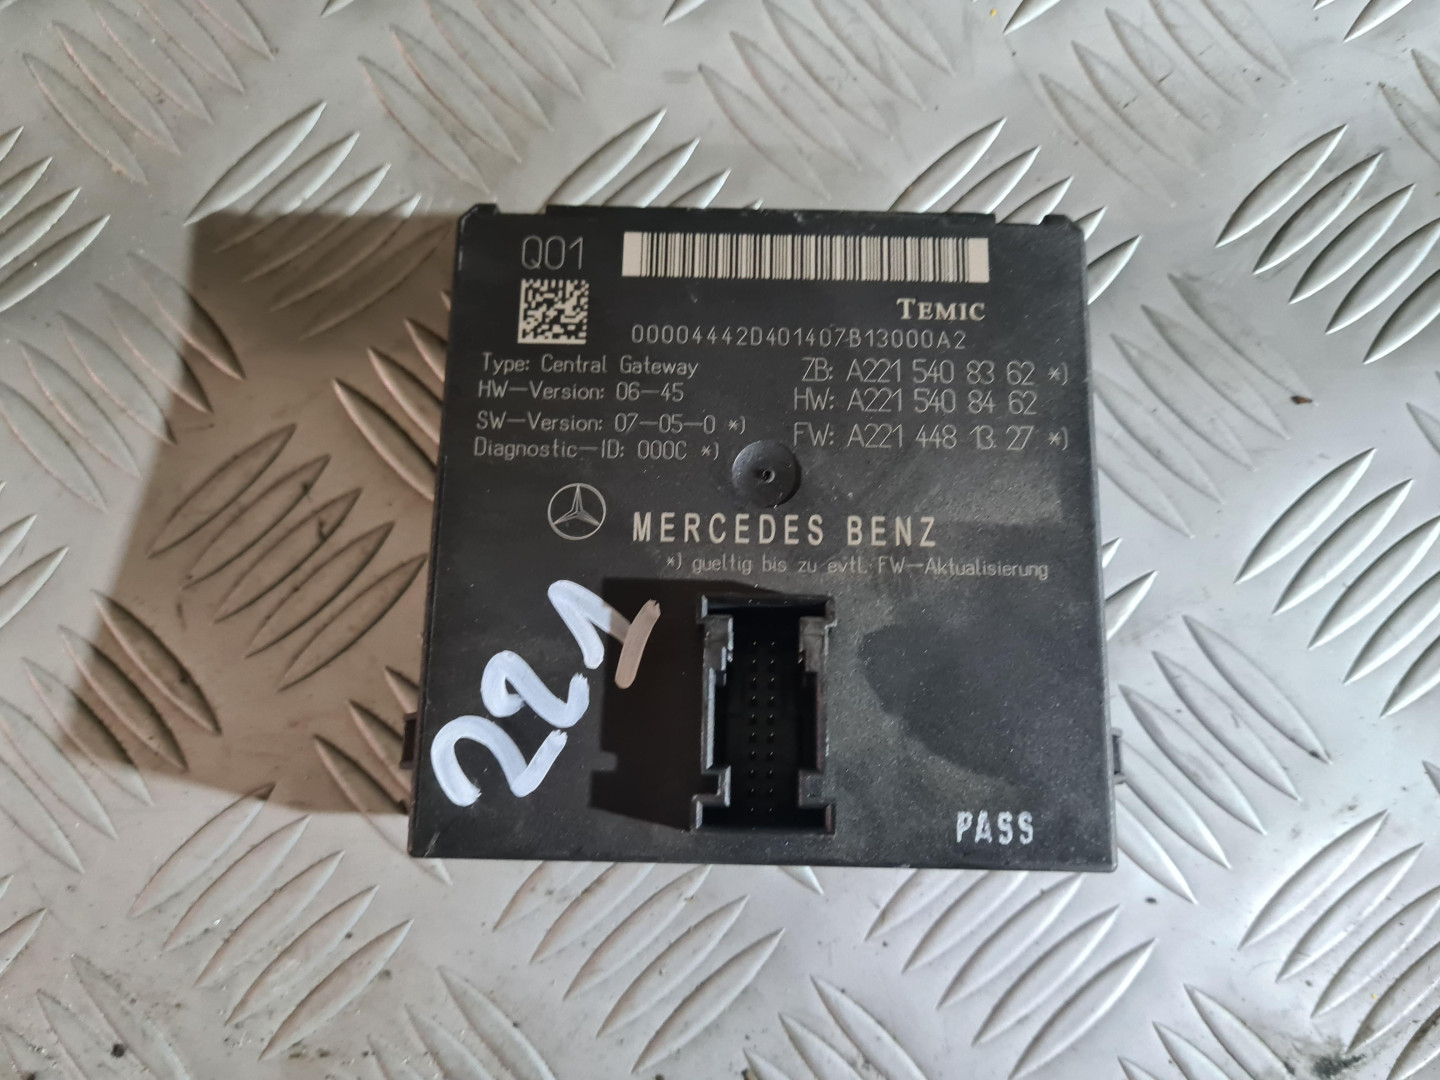 Q01
TEMIC
00004442D401407B13000A2
Type: Central Gateway
HW-Version: 06-45
SW-Version: 07-05-0 *)
Diagnostic-ID: 000C *)
ZB: A221 540 83 62 *)
HW: A221 540 84 62
FW: A221 448 13 27 *)
MERCEDES BENZ
*) gueltig bis zu evtl. FW-Aktualisierung
221
PASS